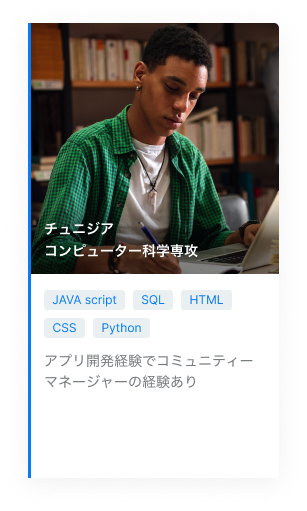 チュニジア
コンピューター科学専攻
JAVA script SQL HTML
CSS Python
アプリ開発経験でコミュニティー
マネージャーの経験あり